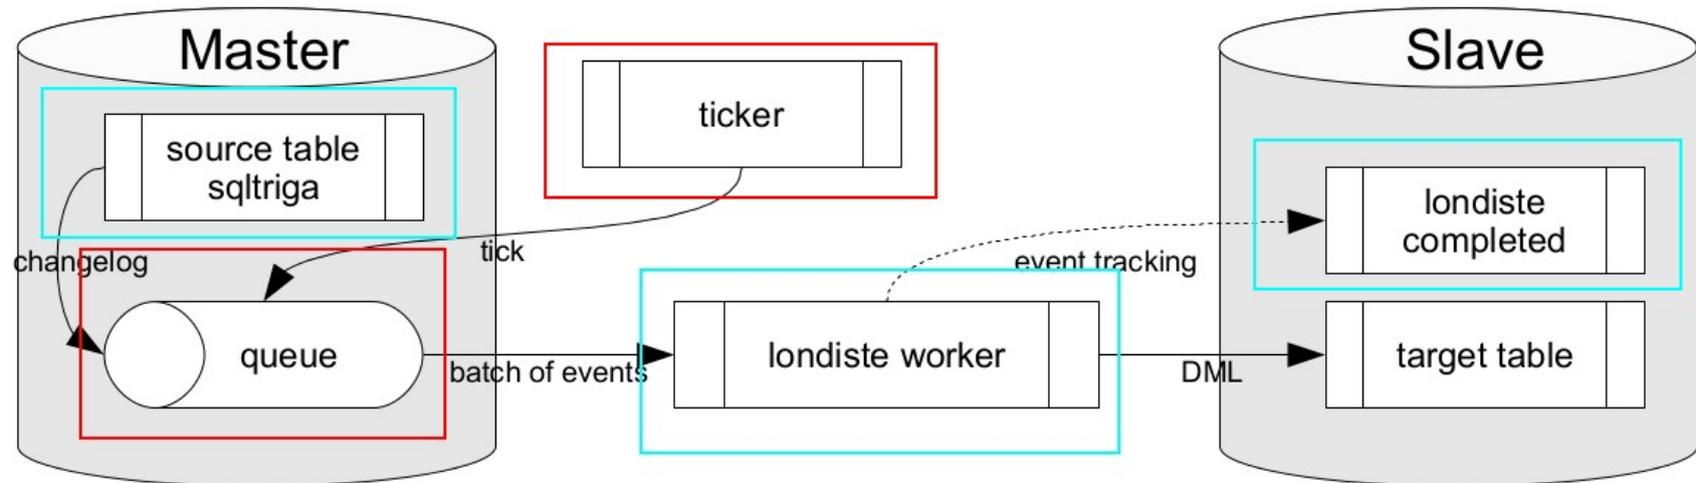 Master
Slave
source table
sqltriga
ticker
londiste
completed
changelog
tick
event tracking
queue
batch of events
londiste worker
DML
target table